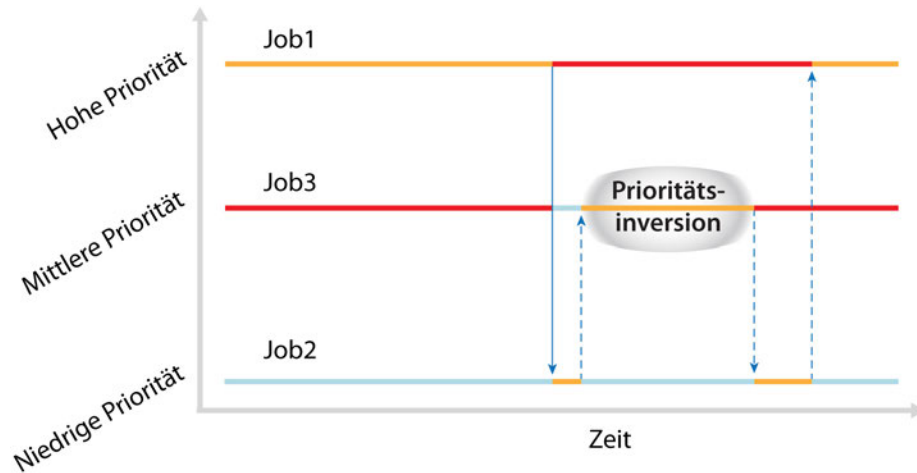 Hohe Priorität
Job1
Mittlere Priorität
Job3
Prioritäts-
inversion
Niedrige Priorität
Job2
Zeit